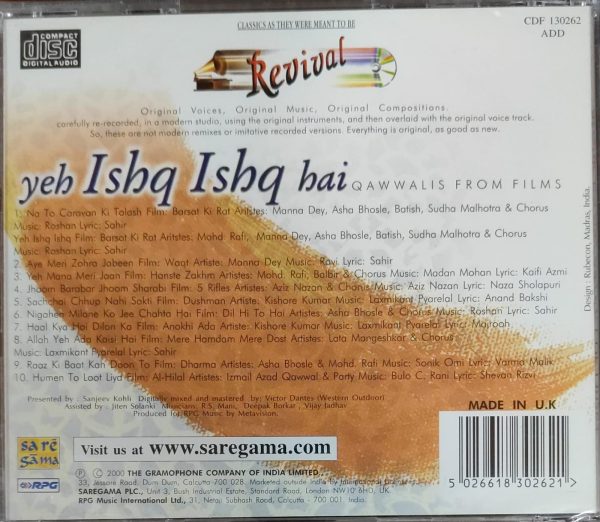 CLASSICS AS THEY WERE MEANT TO BE
CDF 130262
ADD
COMPACT
disc
DIGITAL AUDIO
Revival
Original Voices, Original Music, Original Compositions.
carefully re-recorded, in a modern studio, using the original instruments, and then overlaid with the original voice track.
So, these are not modern remixes or imitative recorded versions. Everything is original, as good as new.
yeh Ishq Ishq hai QAWWALIS FROM FILMS
1. Na To Caravan Ki Talash Film: Barsat Ki Rat Artistes: Manna Dey, Asha Bhosle, Batish, Sudha Malhotra & Chorus
Music: Roshan Lyric: Sahir
Yeh Ishq Ishq Film: Barsat Ki Rat Artistes: Mohd. Rafi, Manna Dey, Asha Bhosle, Batish, Sudha Malhotra & Chorus
Music: Roshan Lyric: Sahir
2. Aye Meri Zohra Jabeen Film: Waqt Artiste: Manna Dey Music: Ravi Lyric: Sahir
3. Yeh Mana Meri Jaan Film: Hanste Zakhm Artistes: Mohd. Rafi, Balbir & Chorus Music: Madan Mohan Lyric: Kaifi Azmi
4. Jhoom Barabar Jhoom Sharabi Film: 5 Rifles Artistes: Aziz Nazan & Chorus Music: Aziz Nazan Lyric: Naza Sholapuri
5. Sachchai Chhup Nahi Sakti Film: Dushman Artiste: Kishore Kumar Music: Laxmikant Pyarelal Lyric: Anand Bakshi
6. Nigahen Milane Ko Jee Chahta Hai Film: Dil Hi To Hai Artistes: Asha Bhosle & Chorus Music: Roshan Lyric: Sahir
7. Haal Kya Hai Dilon Ka Film: Anokhi Ada Artiste: Kishore Kumar Music: Laxmikant Pyarelal Lyric: Majrooh
8. Allah Yeh Ada Kaisi Hai Film: Mere Hamdam Mere Dost Artistes: Lata Mangeshkar & Chorus
Music: Laxmikant Pyarelal Lyric: Sahir
9. Raaz Ki Baat Kah Doon To Film: Dharma Artistes: Asha Bhosle & Mohd. Rafi Music: Sonik Omi Lyric: Varma Malik
10. Humen To Loot Liya Film: Al-Hilal Artistes: Izmail Azad Qawwal & Party Music: Bulo C. Rani Lyric: Shevan Rizvi
Presented by : Sanjeev Kohli Digitally mixed and mastered by: Victor Dantes (Western Outdoor)
Assisted by : Jiten Solanki Musicians: R.S. Mani, Deepak Borkar, Vijay Jadhav
Produced for RPG Music by Metavision
Design : Rubecon, Madras, India.
MADE IN U.K
sa re
gama
RPG
Visit us at www.saregama.com
Ⓟ © 2000 THE GRAMOPHONE COMPANY OF INDIA LIMITED
33, Jessore Road, Dum Dum, Calcutta 700 028. Marketed outside India by International Division
SAREGAMA PLC., Unit 3, Bush Industrial Estate, Standard Road, London NW10 6HD, UK.
RPG Music International Ltd., 31 Nelaji Subhash Road, Calcutta - 700001. India
5 026618 302621 >